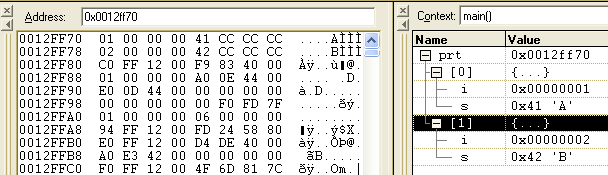 Address: 0x0012ff70
0012FF70 01 00 00 00 41 CC CC CC ....AÌÌÌ
0012FF78 02 00 00 00 42 CC CC CC ....BÌÌÌ
0012FF80 C0 FF 12 00 F9 83 40 00
0012FF88 01 00 00 00 A0 0E 44 00
0012FF90 E0 0D 44 00 00 00 00 00 à.D.....
0012FF98 00 00 00 00 00 F0 FD 7F
0012FFA0 01 00 00 00 06 00 00 00 ........
0012FFA8 94 FF 12 00 FD 24 58 80
0012FFB0 E0 FF 12 00 D4 DE 40 00 àÿ..ÔÞ@.
0012FFB8 A0 E3 42 00 00 00 00 00
0012FFC0 F0 FF 12 00 4F 6D 81 7C
Context: main()
Name Value
prt 0x0012ff70
[0] {...}
i 0x00000001
s 0x41 'A'
[1] {...}
i 0x00000002
s 0x42 'B'